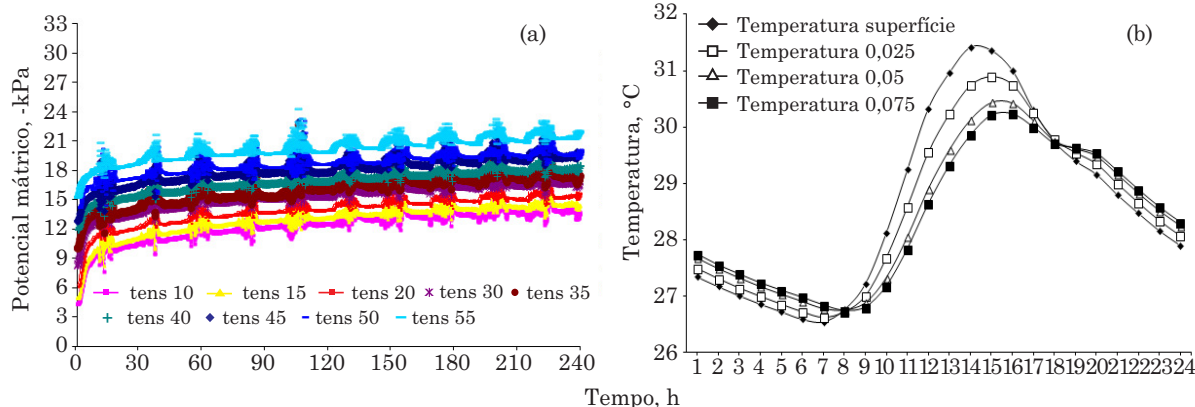 (a)
Potencial mátrico, -kPa
33
30
27
24
21
18
15
12
9
6
3
0
tens 10 tens 15 tens 20 tens 30 tens 35
tens 40 tens 45 tens 50 tens 55
0 30 60 90 120 150 180 210 240
(b)
Temperatura, °C
32
31
30
29
28
27
26
Temperatura superfície
Temperatura 0,025
Temperatura 0,05
Temperatura 0,075
1 2 3 4 5 6 7 8 9 10 11 12 13 14 15 16 17 18 19 20 21 22 23 24
Tempo, h